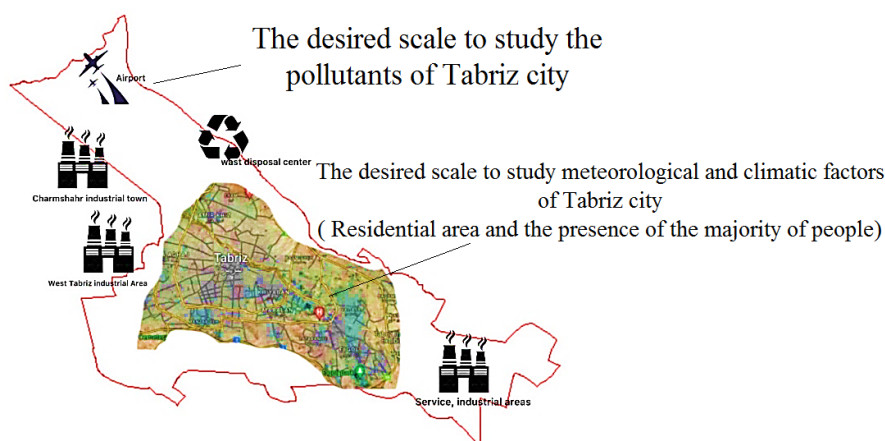 The desired scale to study the
pollutants of Tabriz city
Airport
wast disposal center
Charmshahr industrial town
The desired scale to study meteorological and climatic factors
of Tabriz city
( Residential area and the presence of the majority of people)
West Tabriz industrial Area
Tabriz
Service, industrial areas